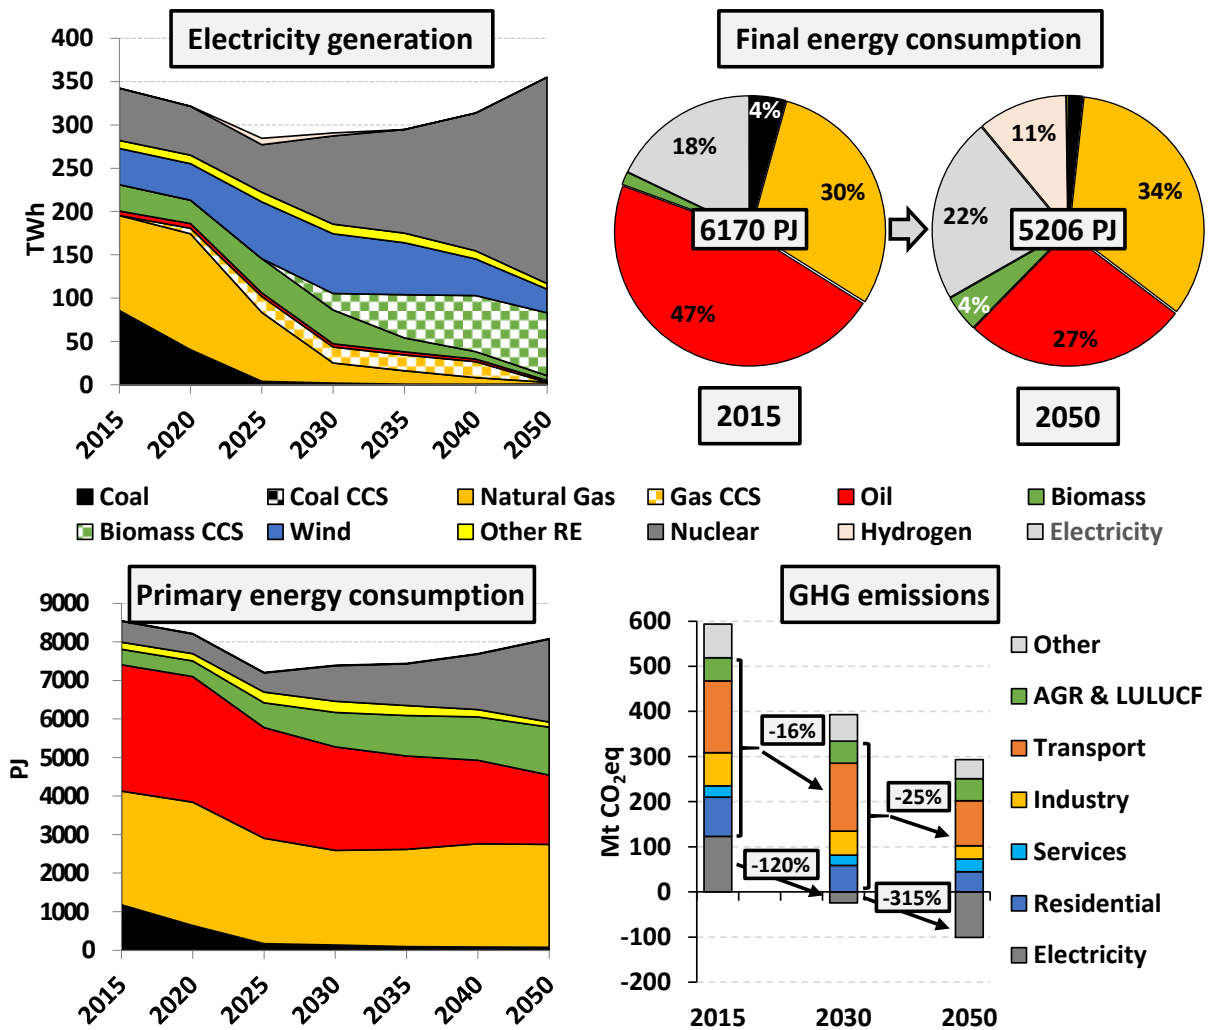 Electricity generation
400
350
300
250
200
150
100
50
0
TWh
2015
2020
2025
2030
2035
2040
2050
Final energy consumption
4%
30%
47%
18%
6170 PJ
2015
11%
34%
27%
4%
22%
5206 PJ
2050
Coal
Coal CCS
Natural Gas
Gas CCS
Oil
Biomass
Biomass CCS
Wind
Other RE
Nuclear
Hydrogen
Electricity
Primary energy consumption
9000
8000
7000
6000
5000
4000
3000
2000
1000
0
PJ
2015
2020
2025
2030
2035
2040
2050
GHG emissions
600
500
400
300
200
100
0
-100
-200
Mt CO₂eq
-16%
-25%
-120%
-315%
2015
2030
2050
Other
AGR & LULUCF
Transport
Industry
Services
Residential
Electricity